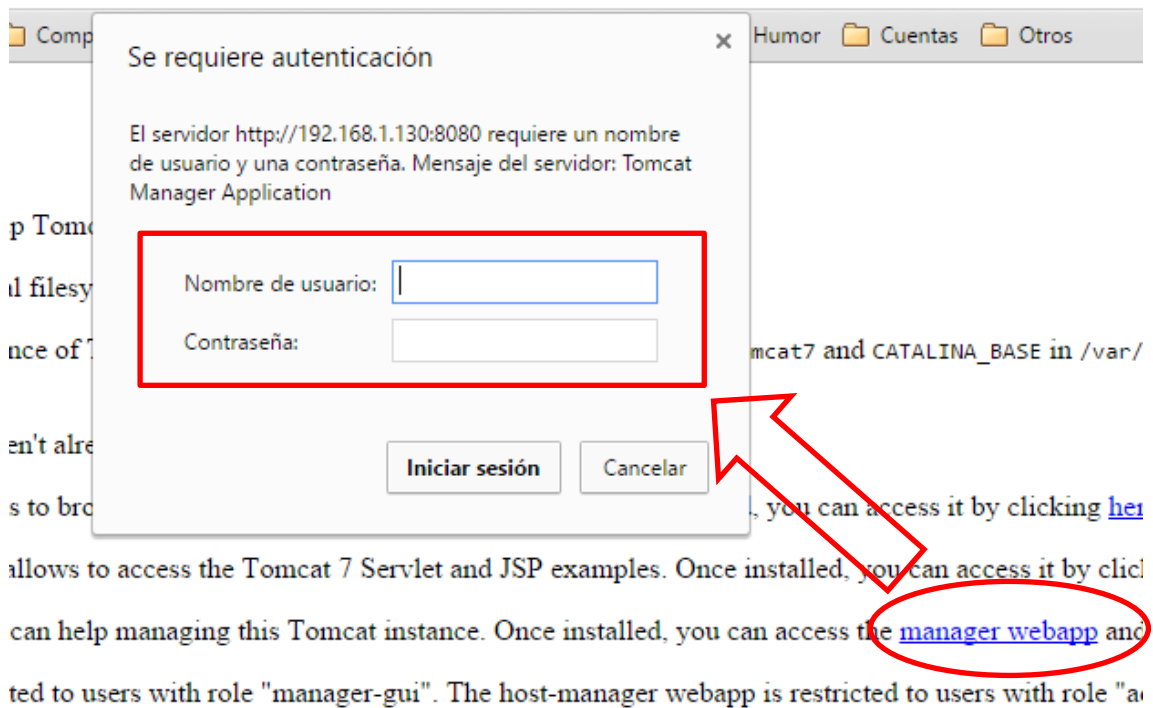 Comp
Humor
Cuentas
Otros
Se requiere autenticación
El servidor http://192.168.1.130:8080 requiere un nombre
de usuario y una contraseña. Mensaje del servidor: Tomcat
Manager Application
Nombre de usuario:
Contraseña:
Iniciar sesión
Cancelar
p Tomc
al filesy
nce of T
mcat7 and CATALINA_BASE in /var/
en't alre
s to bro
, you can access it by clicking her
allows to access the Tomcat 7 Servlet and JSP examples. Once installed, you can access it by clic
can help managing this Tomcat instance. Once installed, you can access the manager webapp and
ted to users with role "manager-gui". The host-manager webapp is restricted to users with role "a